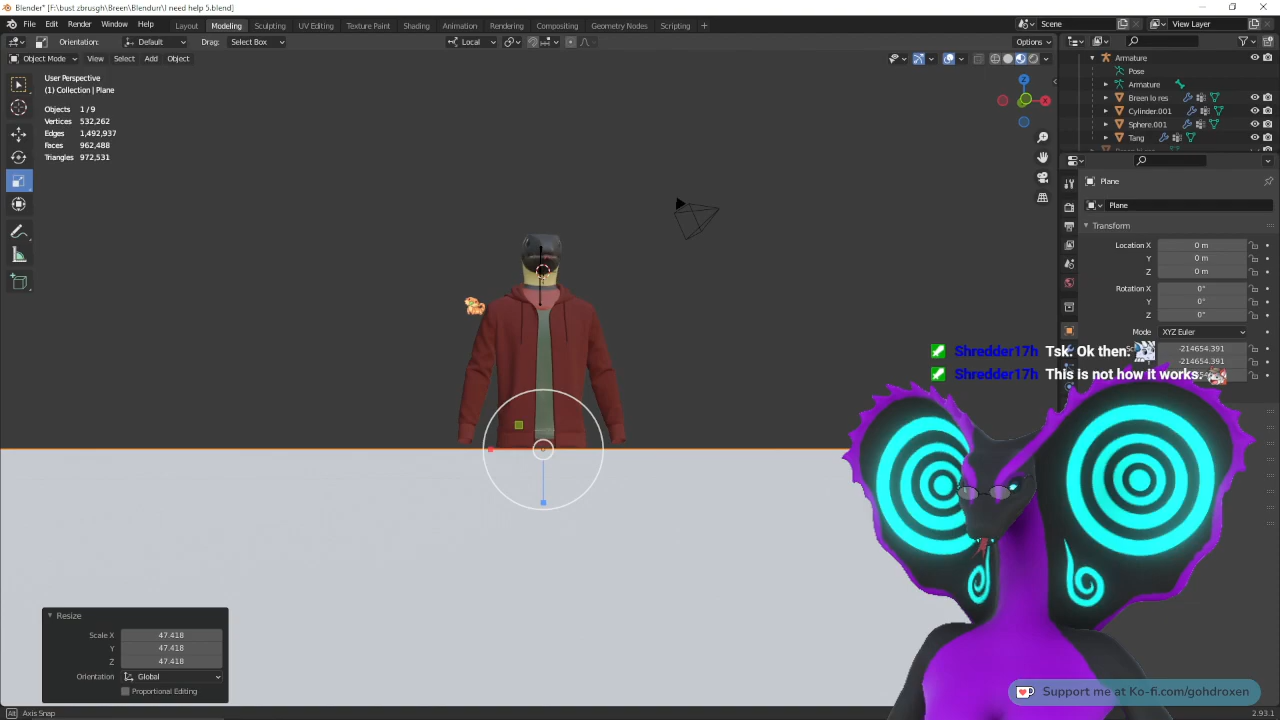 Blender* [F:\bust zbrusgh\Breen\Blendurr\I need help 5.blend]
File Edit Render Window Help Layout Modeling Sculpting UV Editing Texture Paint Shading Animation Rendering Compositing Geometry Nodes Scripting Scene View Layer
Orientation: Default Drag: Select Box Local Options
Object Mode View Select Add Object
User Perspective
(1) Collection | Plane
Objects 1 / 9
Vertices 532,262
Edges 1,492,937
Faces 962,488
Triangles 972,531
Z
X
Armature
Pose
Armature
Breen lo res
Cylinder.001
Sphere.001
Tang
Plane
Plane
Transform
Location X 0 m
Y 0 m
Z 0 m
Rotation X 0°
Y 0°
Z 0°
Mode XYZ Euler
-214654.391
-214654.391
Shredder17h Tsk. Ok then.
Shredder17h This is not how it works.
Resize
Scale X 47.418
Y 47.418
Z 47.418
Orientation Global
Proportional Editing
Support me at Ko-fi.com/gohdroxen
Alt Axis Snap
2.93.1